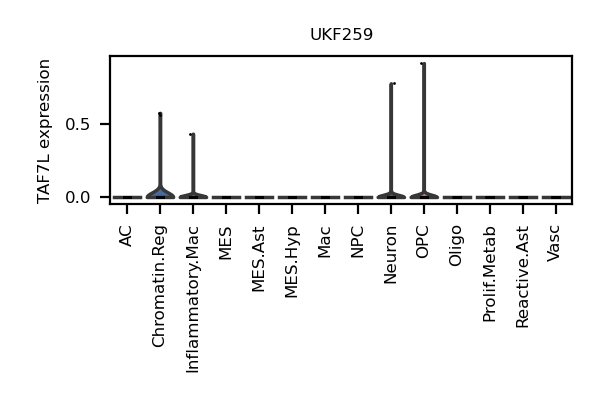 UKF259
TAF7L expression
0.5
0.0
AC
Chromatin.Reg
Inflammatory.Mac
MES
MES.Ast
MES.Hyp
Mac
NPC
Neuron
OPC
Oligo
Prolif.Metab
Reactive.Ast
Vasc